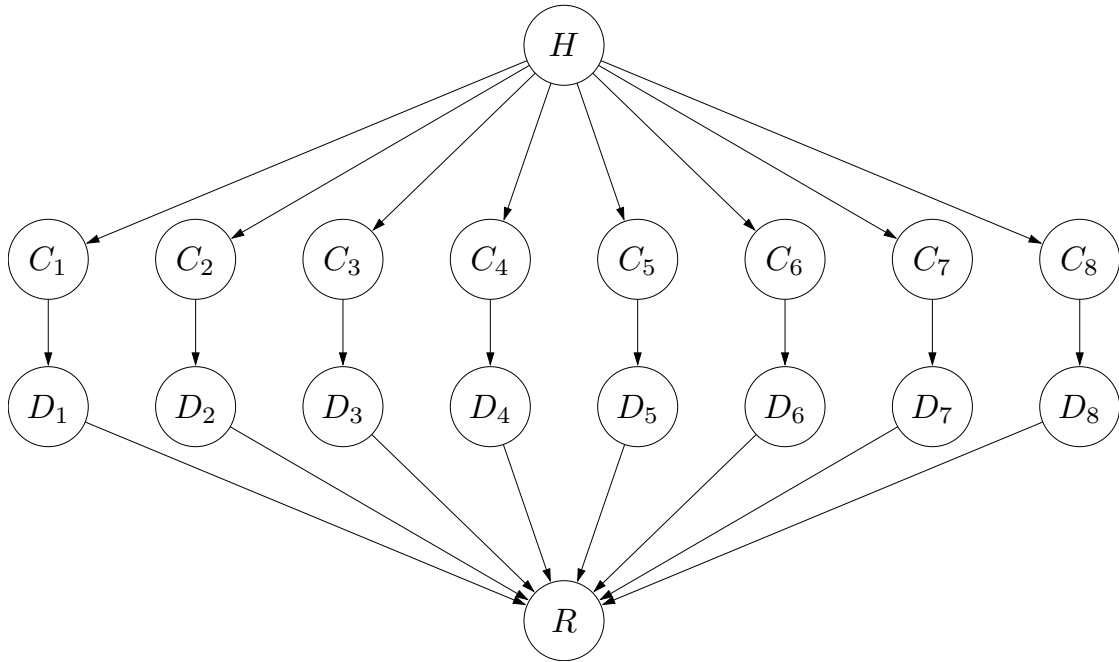 H
C₁ C₂ C₃ C₄ C₅ C₆ C₇ C₈
D₁ D₂ D₃ D₄ D₅ D₆ D₇ D₈
R